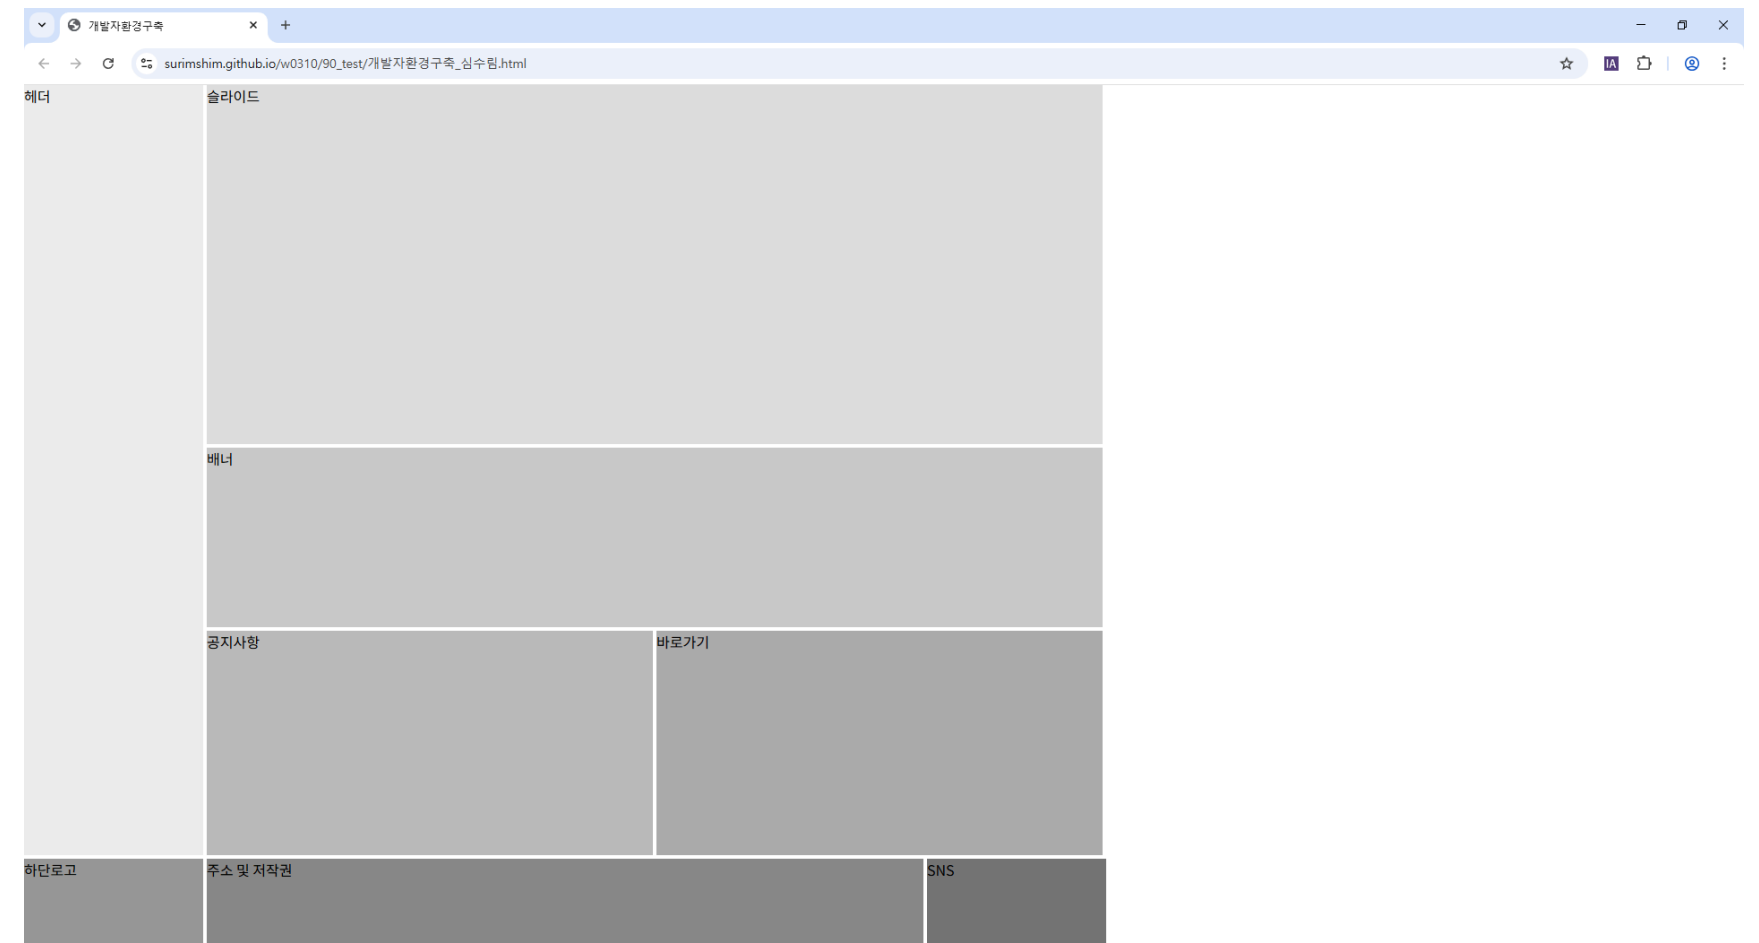 개발자환경구축
surimshim.github.io/w0310/90_test/개발자환경구축_심수림.html
IA
헤더
슬라이드
배너
공지사항
바로가기
하단로고
주소 및 저작권
SNS